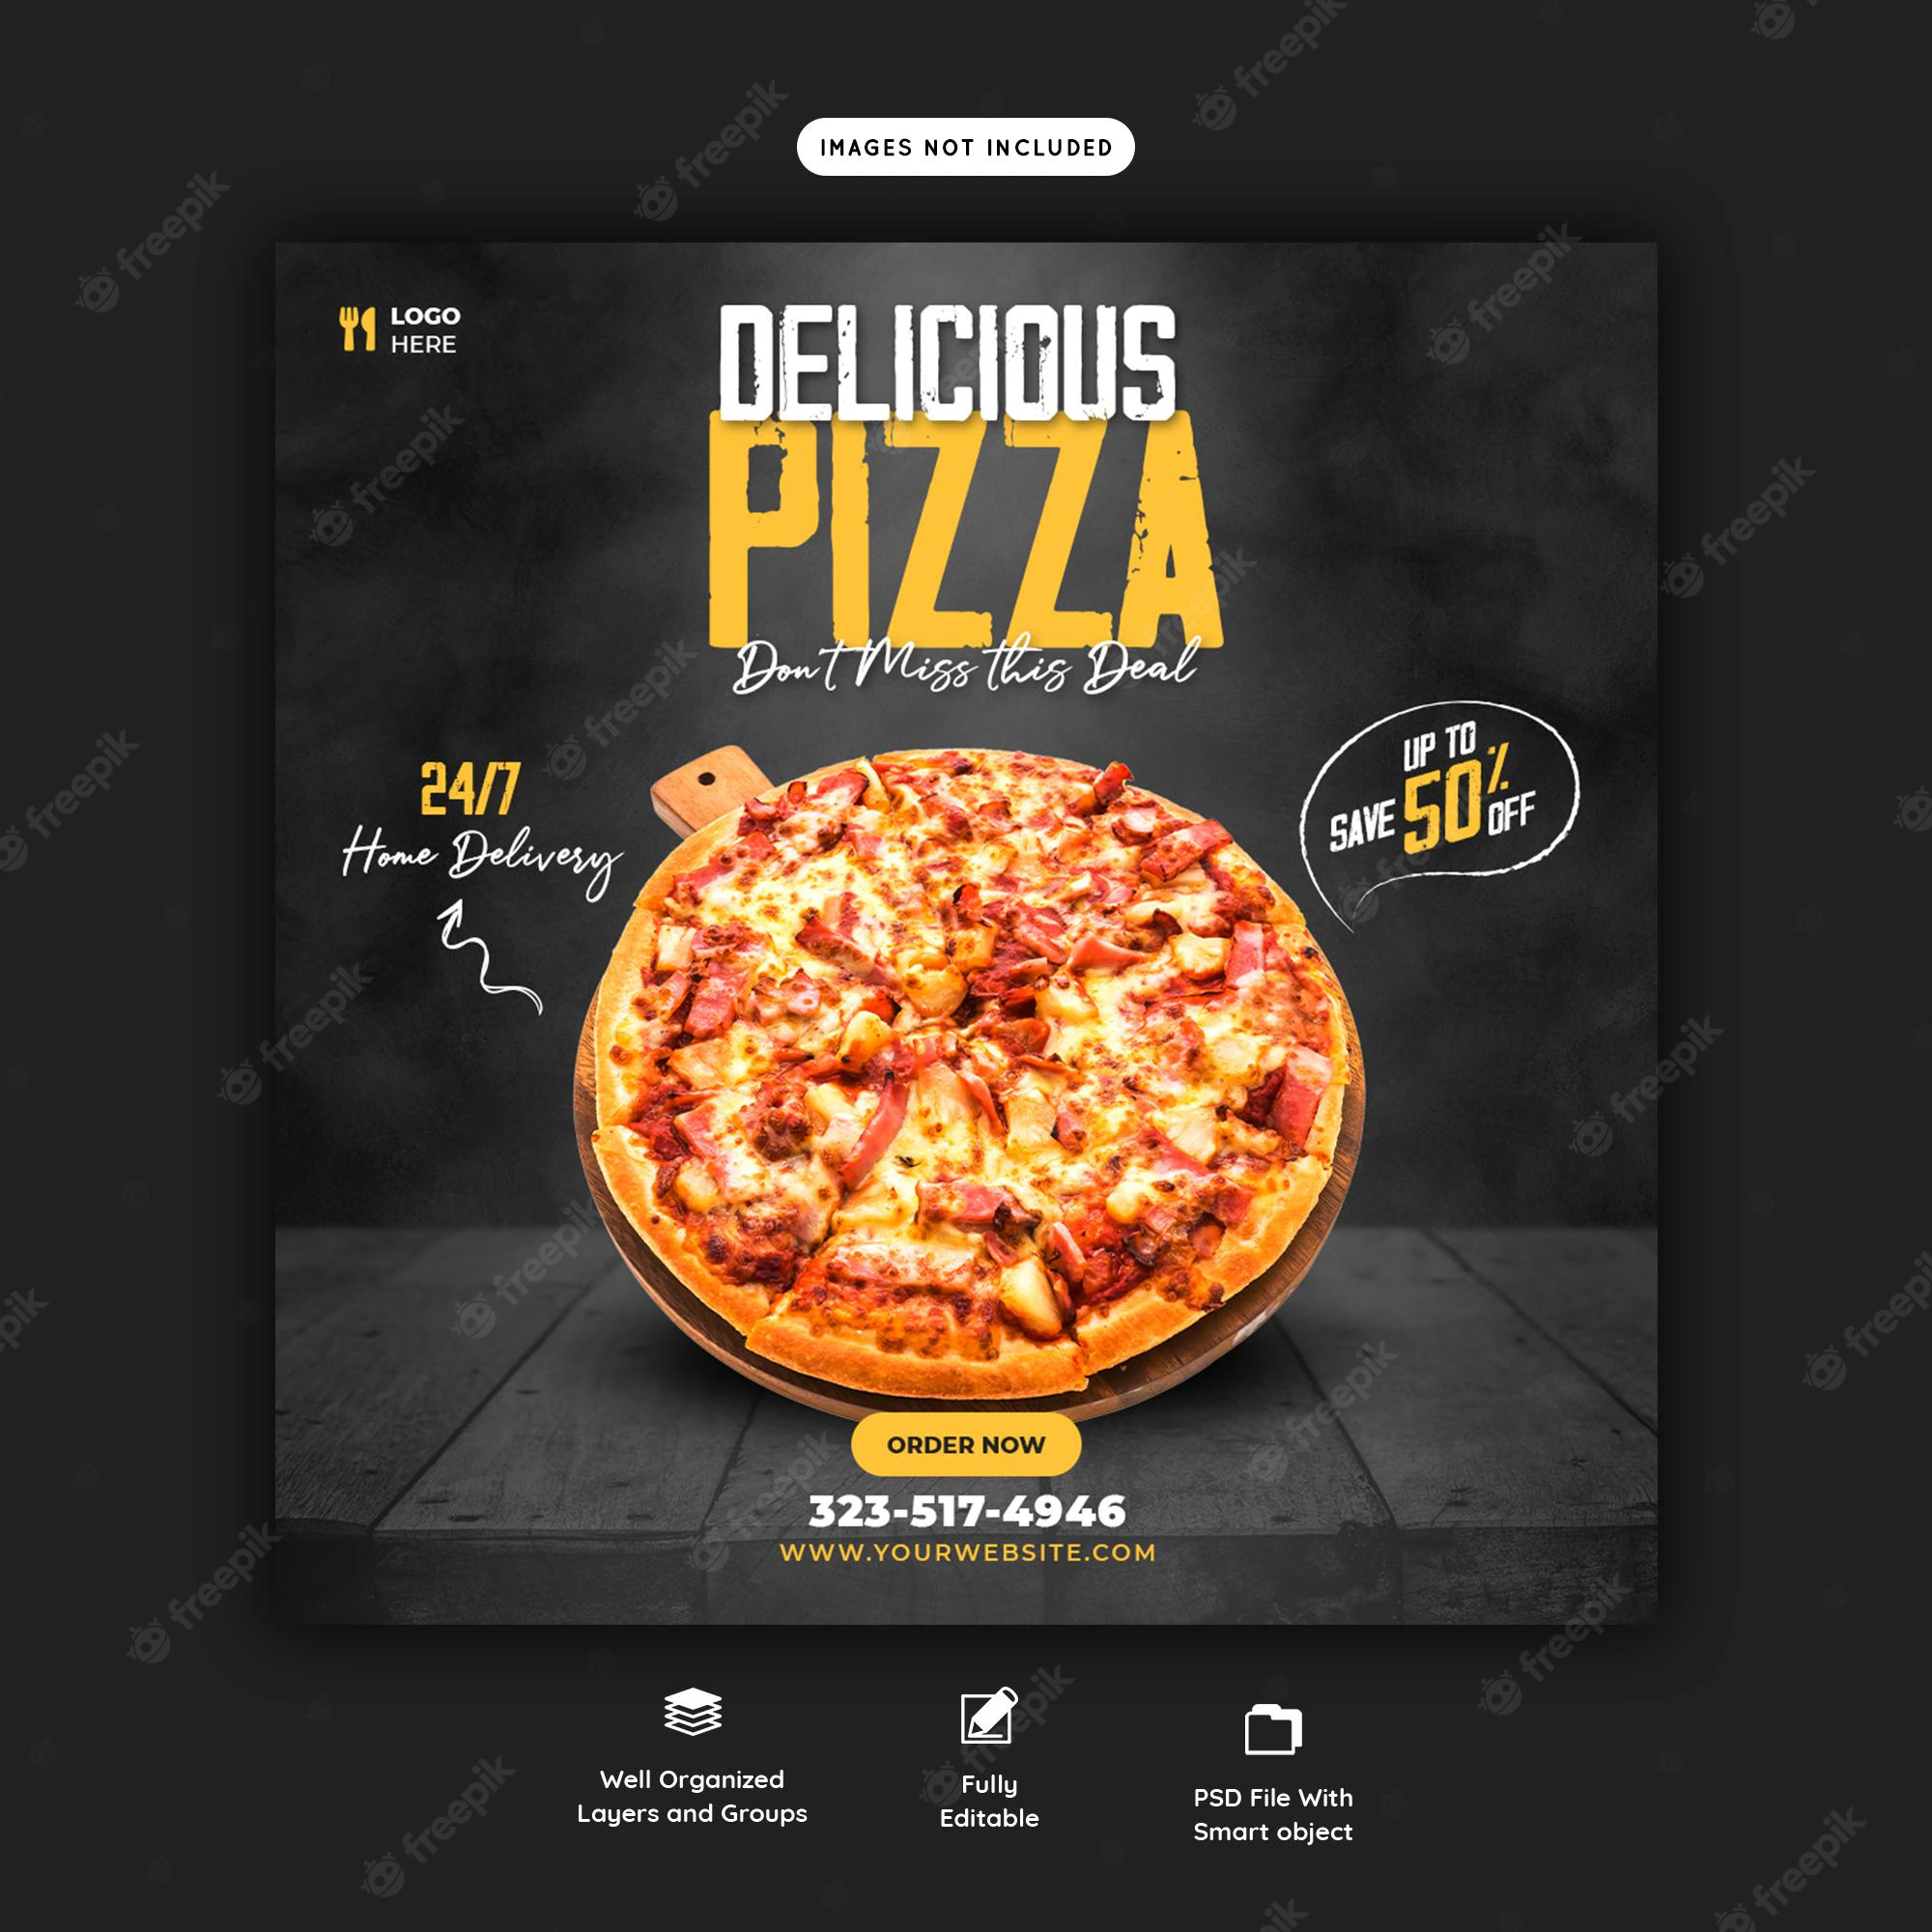 IMAGES NOT INCLUDED
LOGO
HERE
DELICIOUS
PIZZA
Don't Miss this Deal
24/7
Home Delivery
UP TO
SAVE 50% OFF
ORDER NOW
323-517-4946
WWW.YOURWEBSITE.COM
Well Organized
Layers and Groups
Fully
Editable
PSD File With
Smart object
freepik